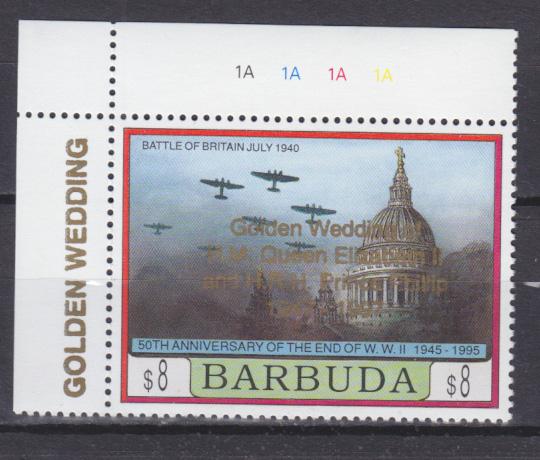 1A 1A 1A 1A
GOLDEN WEDDING
BATTLE OF BRITAIN JULY 1940
Golden Wedding of
H.M. Queen Elizabeth II
and H.R.H. Prince Philip
50TH ANNIVERSARY OF THE END OF W.W.II 1945-1995
$8 BARBUDA $8